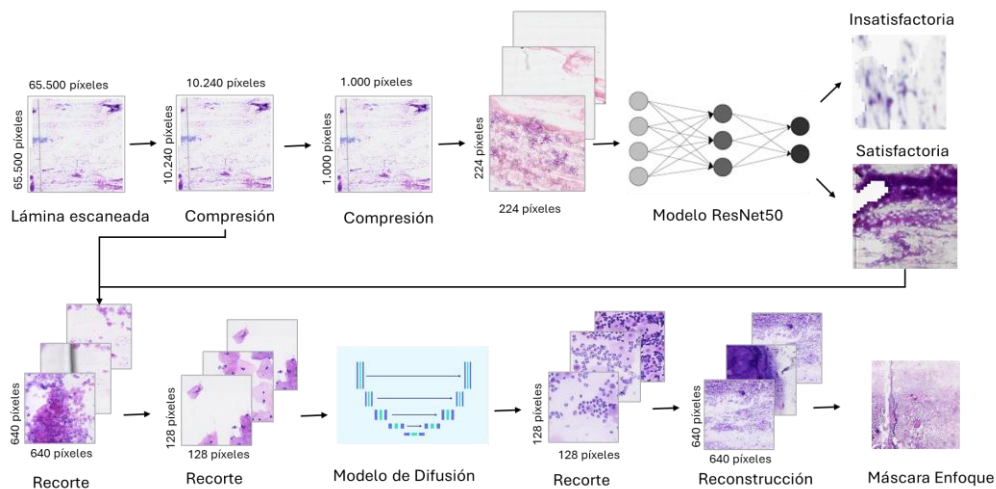 65.500 píxeles
65.500 píxeles
Lámina escaneada
10.240 píxeles
10.240 píxeles
Compresión
1.000 píxeles
1.000 píxeles
Compresión
224 píxeles
224 píxeles
Modelo ResNet50
Insatisfactoria
Satisfactoria
640 píxeles
640 píxeles
Recorte
128 píxeles
128 píxeles
Recorte
Modelo de Difusión
128 píxeles
128 píxeles
Recorte
640 píxeles
640 píxeles
Reconstrucción
Máscara Enfoque